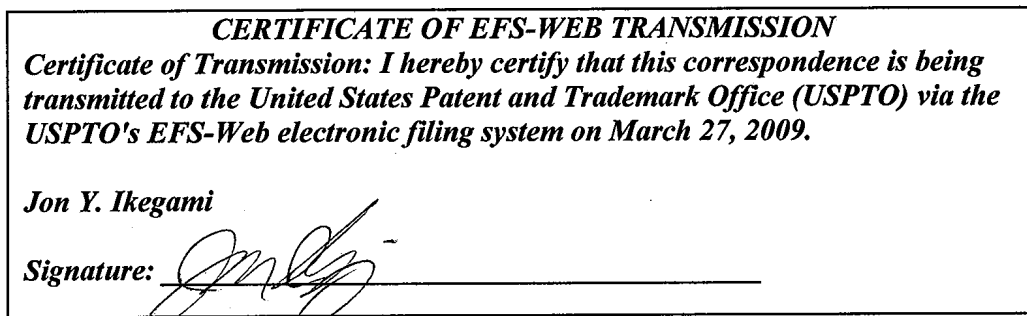 CERTIFICATE OF EFS-WEB TRANSMISSION
Certificate of Transmission: I hereby certify that this correspondence is being
transmitted to the United States Patent and Trademark Office (USPTO) via the
USPTO's EFS-Web electronic filing system on March 27, 2009.
Jon Y. Ikegami
Signature: